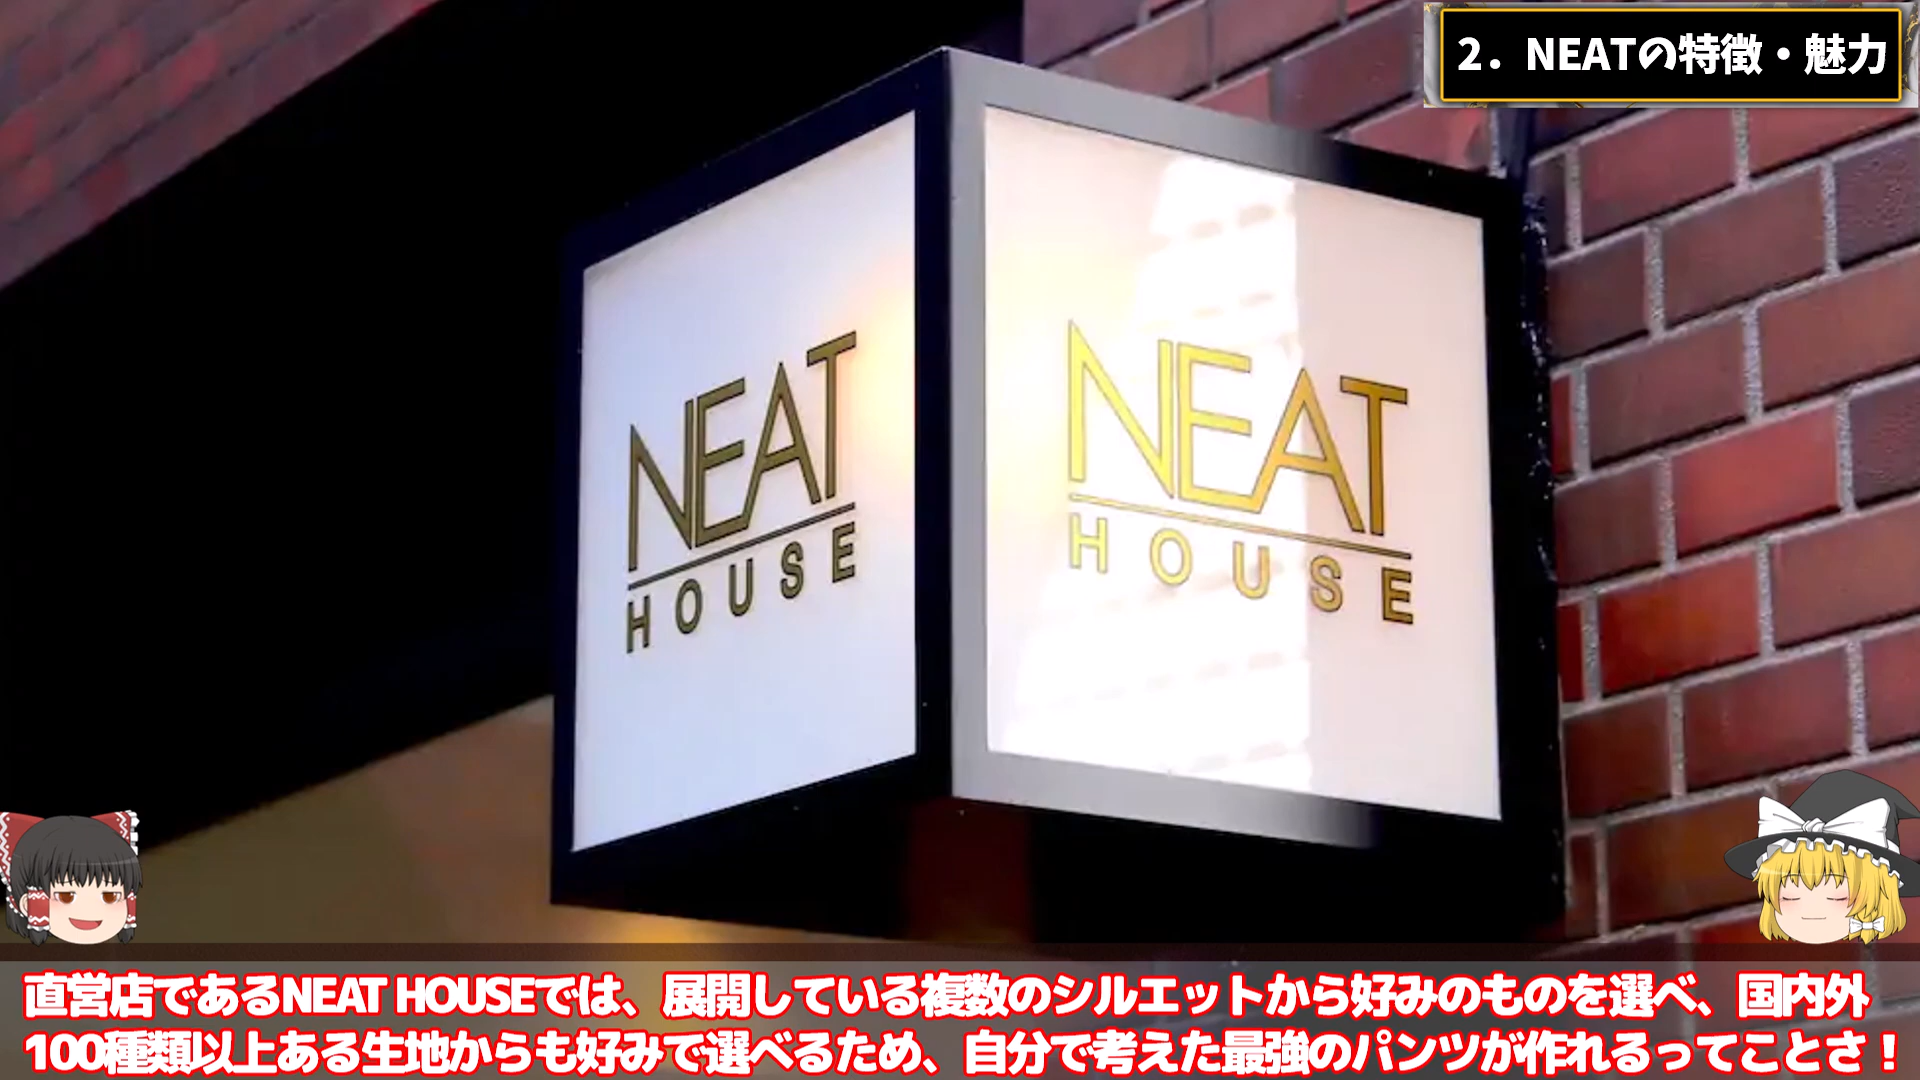 2．NEATの特徴・魅力
NEAT
HOUSE
NEAT
HOUSE
直営店であるNEAT HOUSEでは、展開している複数のシルエットから好みのものを選べ、国内外
100種類以上ある生地からも好みで選べるため、自分で考えた最強のパンツが作れるってことさ！